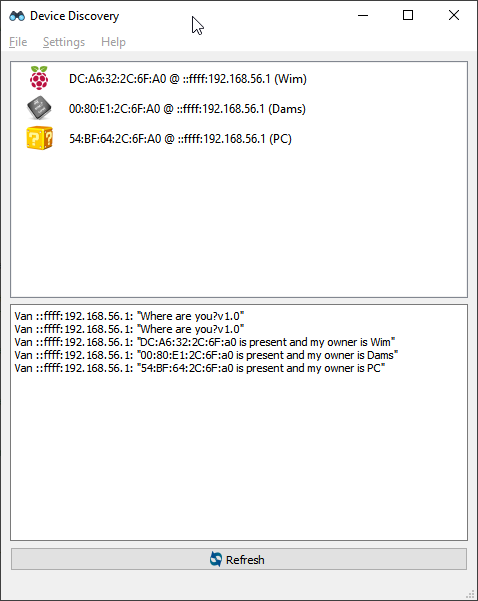 Device Discovery
File Settings Help
DC:A6:32:2C:6F:A0 @ ::ffff:192.168.56.1 (Wim)
00:80:E1:2C:6F:A0 @ ::ffff:192.168.56.1 (Dams)
54:BF:64:2C:6F:A0 @ ::ffff:192.168.56.1 (PC)
Van ::ffff:192.168.56.1: "Where are you?v1.0"
Van ::ffff:192.168.56.1: "Where are you?v1.0"
Van ::ffff:192.168.56.1: "DC:A6:32:2C:6F:a0 is present and my owner is Wim"
Van ::ffff:192.168.56.1: "00:80:E1:2C:6F:a0 is present and my owner is Dams"
Van ::ffff:192.168.56.1: "54:BF:64:2C:6F:a0 is present and my owner is PC"
Refresh